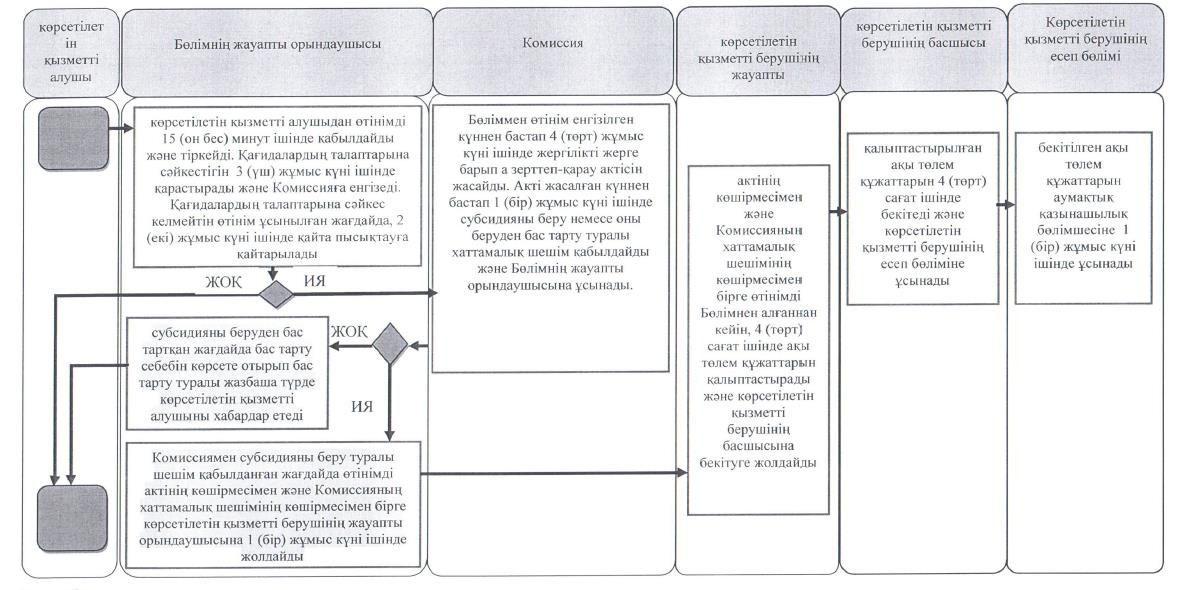 көрсетілет
ін
қызметті
алушы
Бөлімнің жауапты орындаушысы
Комиссия
көрсетілетін
қызметті берушінің
жауапты
көрсетілетін қызметті
берушінің басшысы
Көрсетілетін
қызметті берушінің
есеп бөлімі
көрсетілетін қызметті алушыдан өтінімді
15 (он бес) минут ішінде қабылдайды
және тіркейді. Қағидалардың талаптарына
сәйкестігін 3 (үш) жұмыс күні ішінде
қарастырады және Комиссияға енгізеді.
Қағидалардың талаптарына сәйкес
келмейтін өтінім ұсынылған жағдайда, 2
(екі) жұмыс күні ішінде қайта пысықтауға
қайтарылады
ЖОҚ
ИЯ
субсидияны беруден бас
тартқан жағдайда бас тарту
себебін көрсете отырып бас
тарту туралы жазбаша түрде
көрсетілетін қызметті
алушыны хабардар етеді
ЖОҚ
ИЯ
Комиссиямен субсидияны беру туралы
шешім қабылданған жағдайда өтінімді
актінің көшірмесімен және Комиссияның
хаттамалық шешімінің көшірмесімен бірге
көрсетілетін қызметті берушінің жауапты
орындаушысына 1 (бір) жұмыс күні ішінде
жолдайды
Бөліммен өтінім енгізілген
күннен бастап 4 (төрт) жұмыс
күні ішінде жергілікті жерге
барып а зерттеп-қарау актісін
жасайды. Акті жасалған күннен
бастап 1 (бір) жұмыс күні ішінде
субсидияны беру немесе оны
беруден бас тарту туралы
хаттамалық шешім қабылдайды
және Бөлімнің жауапты
орындаушысына ұсынады.
актінің
көшірмесімен
және
Комиссияның
хаттамалық
шешімінің
көшірмесімен
бірге өтінімді
Бөлімнен алғаннан
кейін, 4 (төрт)
сағат ішінде ақы
төлем құжаттарын
қалыптастырады
және көрсетілетін
қызметті
берушінің
басшысына
бекітуге жолдайды
қалыптастырылған
ақы төлем
құжаттарын 4 (төрт)
сағат ішінде
бекітеді және
көрсетілетін
қызметті берушінің
есеп бөліміне
ұсынады
бекітілген ақы
төлем
құжаттарын
аумақтық
қазынашылық
бөлімшесіне 1
(бір) жұмыс күні
ішінде ұсынады